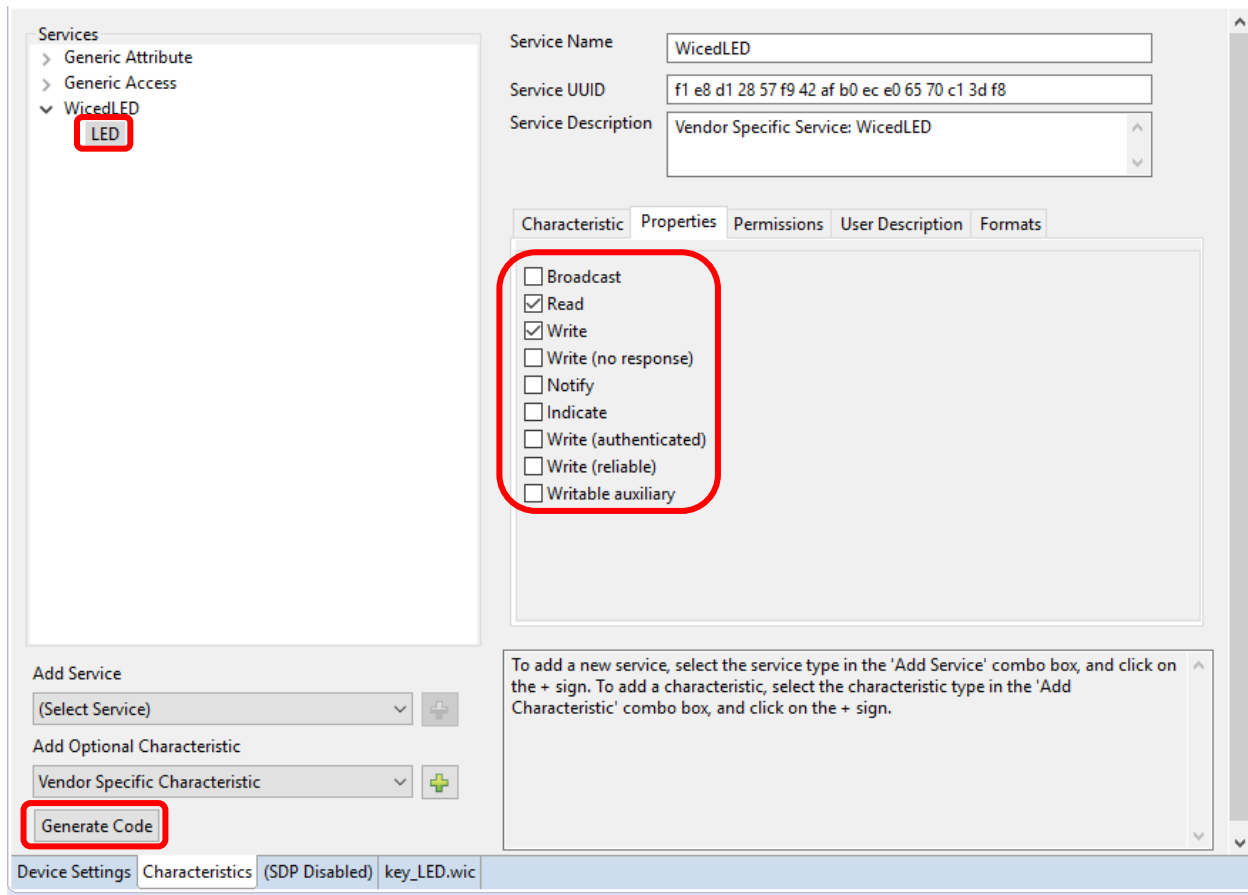 Services
Generic Attribute
Generic Access
WicedLED
LED
Service Name
WicedLED
Service UUID
f1 e8 d1 28 57 f9 42 af b0 ec e0 65 70 c1 3d f8
Service Description
Vendor Specific Service: WicedLED
Characteristic Properties Permissions User Description Formats
Broadcast
Read
Write
Write (no response)
Notify
Indicate
Write (authenticated)
Write (reliable)
Writable auxiliary
Add Service
(Select Service)
Add Optional Characteristic
Vendor Specific Characteristic
Generate Code
To add a new service, select the service type in the 'Add Service' combo box, and click on
the + sign. To add a characteristic, select the characteristic type in the 'Add
Characteristic' combo box, and click on the + sign.
Device Settings Characteristics (SDP Disabled) key_LED.wic